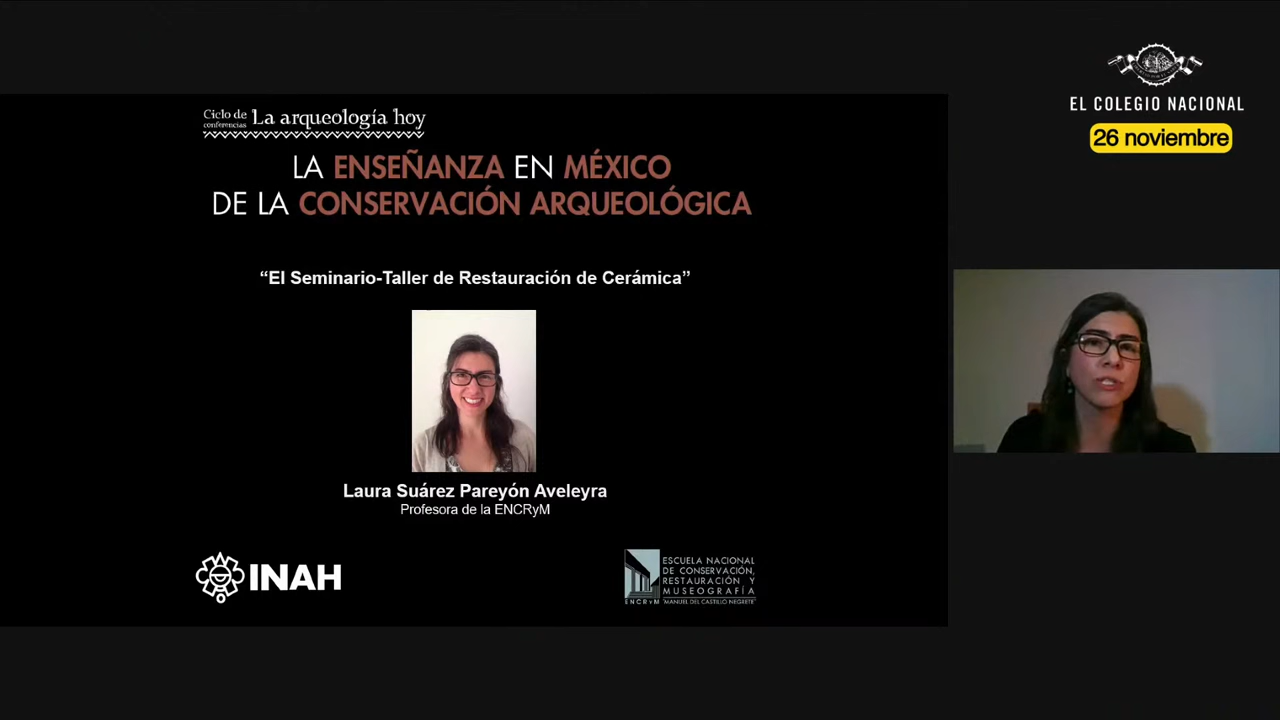 Ciclo de
conferencias La arqueología hoy
LA ENSEÑANZA EN MÉXICO
DE LA CONSERVACIÓN ARQUEOLÓGICA
“El Seminario-Taller de Restauración de Cerámica”
Laura Suárez Pareyón Aveleyra
Profesora de la ENCRyM
INAH
ESCUELA NACIONAL
DE CONSERVACIÓN,
RESTAURACIÓN Y
MUSEOGRAFÍA
ENCRyM "MANUEL DEL CASTILLO NEGRETE"
EL COLEGIO NACIONAL
26 noviembre